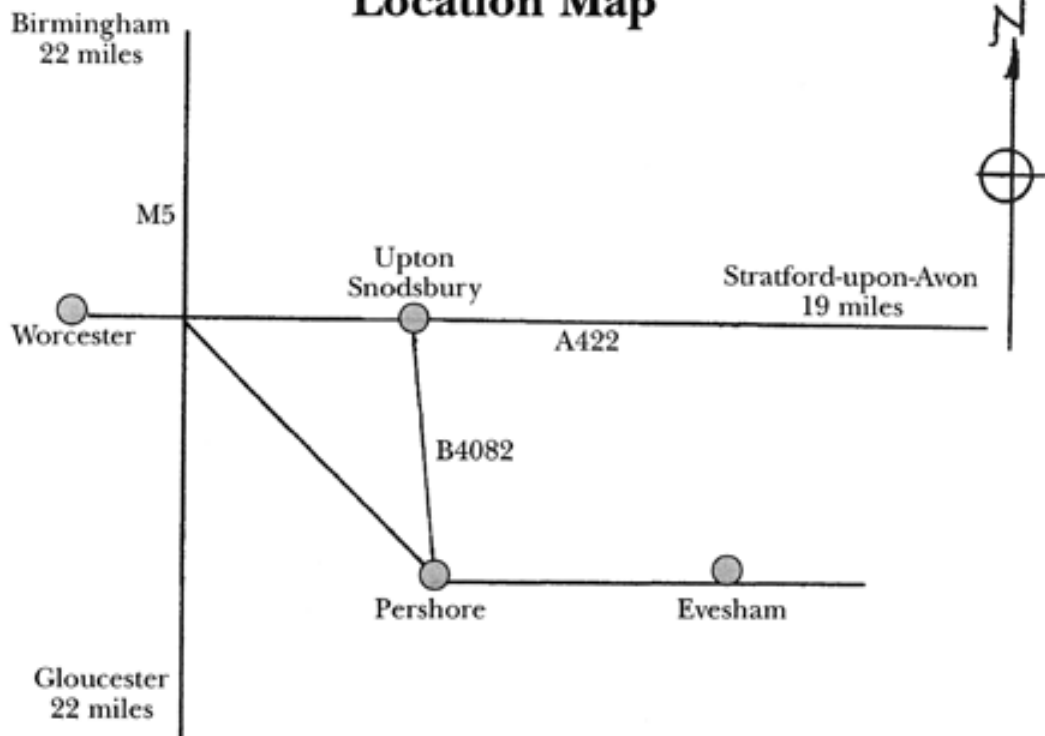 Location Map
Birmingham
22 miles
N
M5
Upton
Snodsbury
Stratford-upon-Avon
19 miles
Worcester
A422
B4082
Pershore
Evesham
Gloucester
22 miles